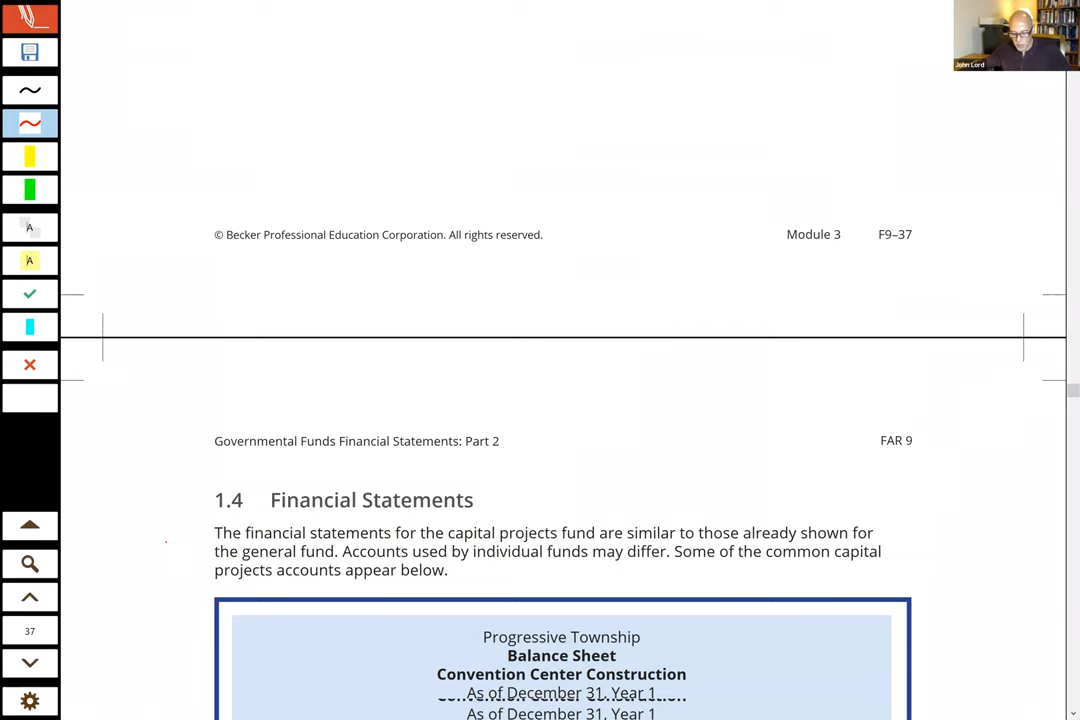 John Lord
© Becker Professional Education Corporation. All rights reserved.
Module 3
F9–37
Governmental Funds Financial Statements: Part 2
FAR 9
1.4 Financial Statements
The financial statements for the capital projects fund are similar to those already shown for
the general fund. Accounts used by individual funds may differ. Some of the common capital
projects accounts appear below.
Progressive Township
Balance Sheet
Convention Center Construction
As of December 31, Year 1
As of December 31, Year 1
A
A
37